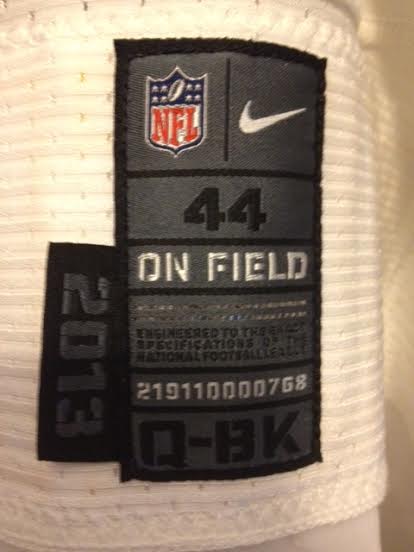 NFL
44
ON FIELD
ENGINEERED TO THE EXACT
SPECIFICATIONS OF THE
NATIONAL FOOTBALL LEAGUE
219110000768
Q-BK
2013